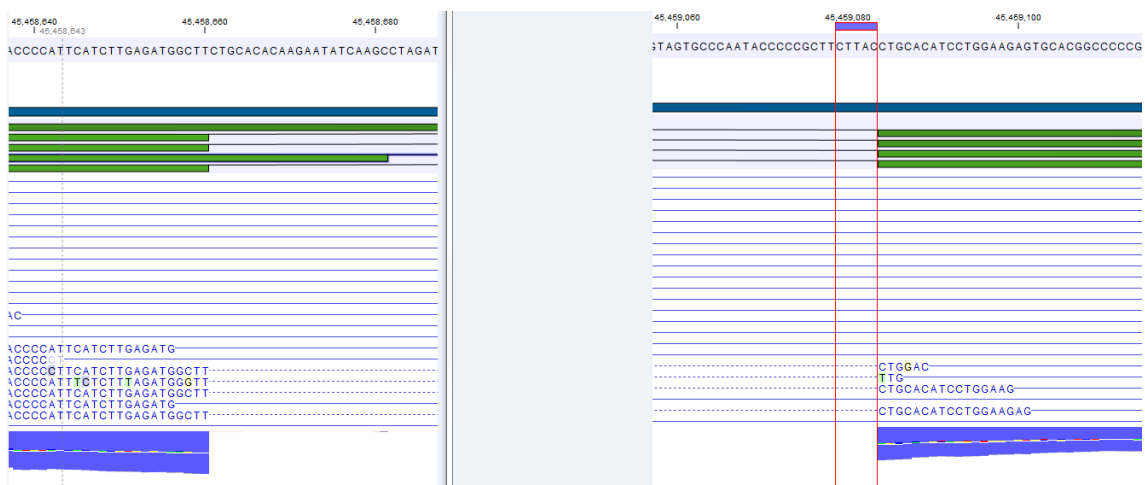 45,458,640 45,458,660 45,458,680 45,459,060 45,459,080 45,459,100
45,458,643
ACCCCATTCATCTTGAGATGGCTTCTGCACACAAGAATATCAAGCCTAGAT GTAGTGCCCAATACCCCCGCTTCTTACCTGCACATCCTGGAAGAGTGCACGGCCCCCG
AC
ACCCCATTCATCTTGAGATG
ACCCCCT CTGGAC
ACCCCCTTCATCTTGAGATGGCTT TTG
ACCCCATTTCTCTTTAGATGGGTT CTGCACATCCTGGAAG
ACCCCATTCATCTTGAGATGGCTT
ACCCCATTCATCTTGAGATG CTGCACATCCTGGAAGAG
ACCCCATTCATCTTGAGATGGCTT